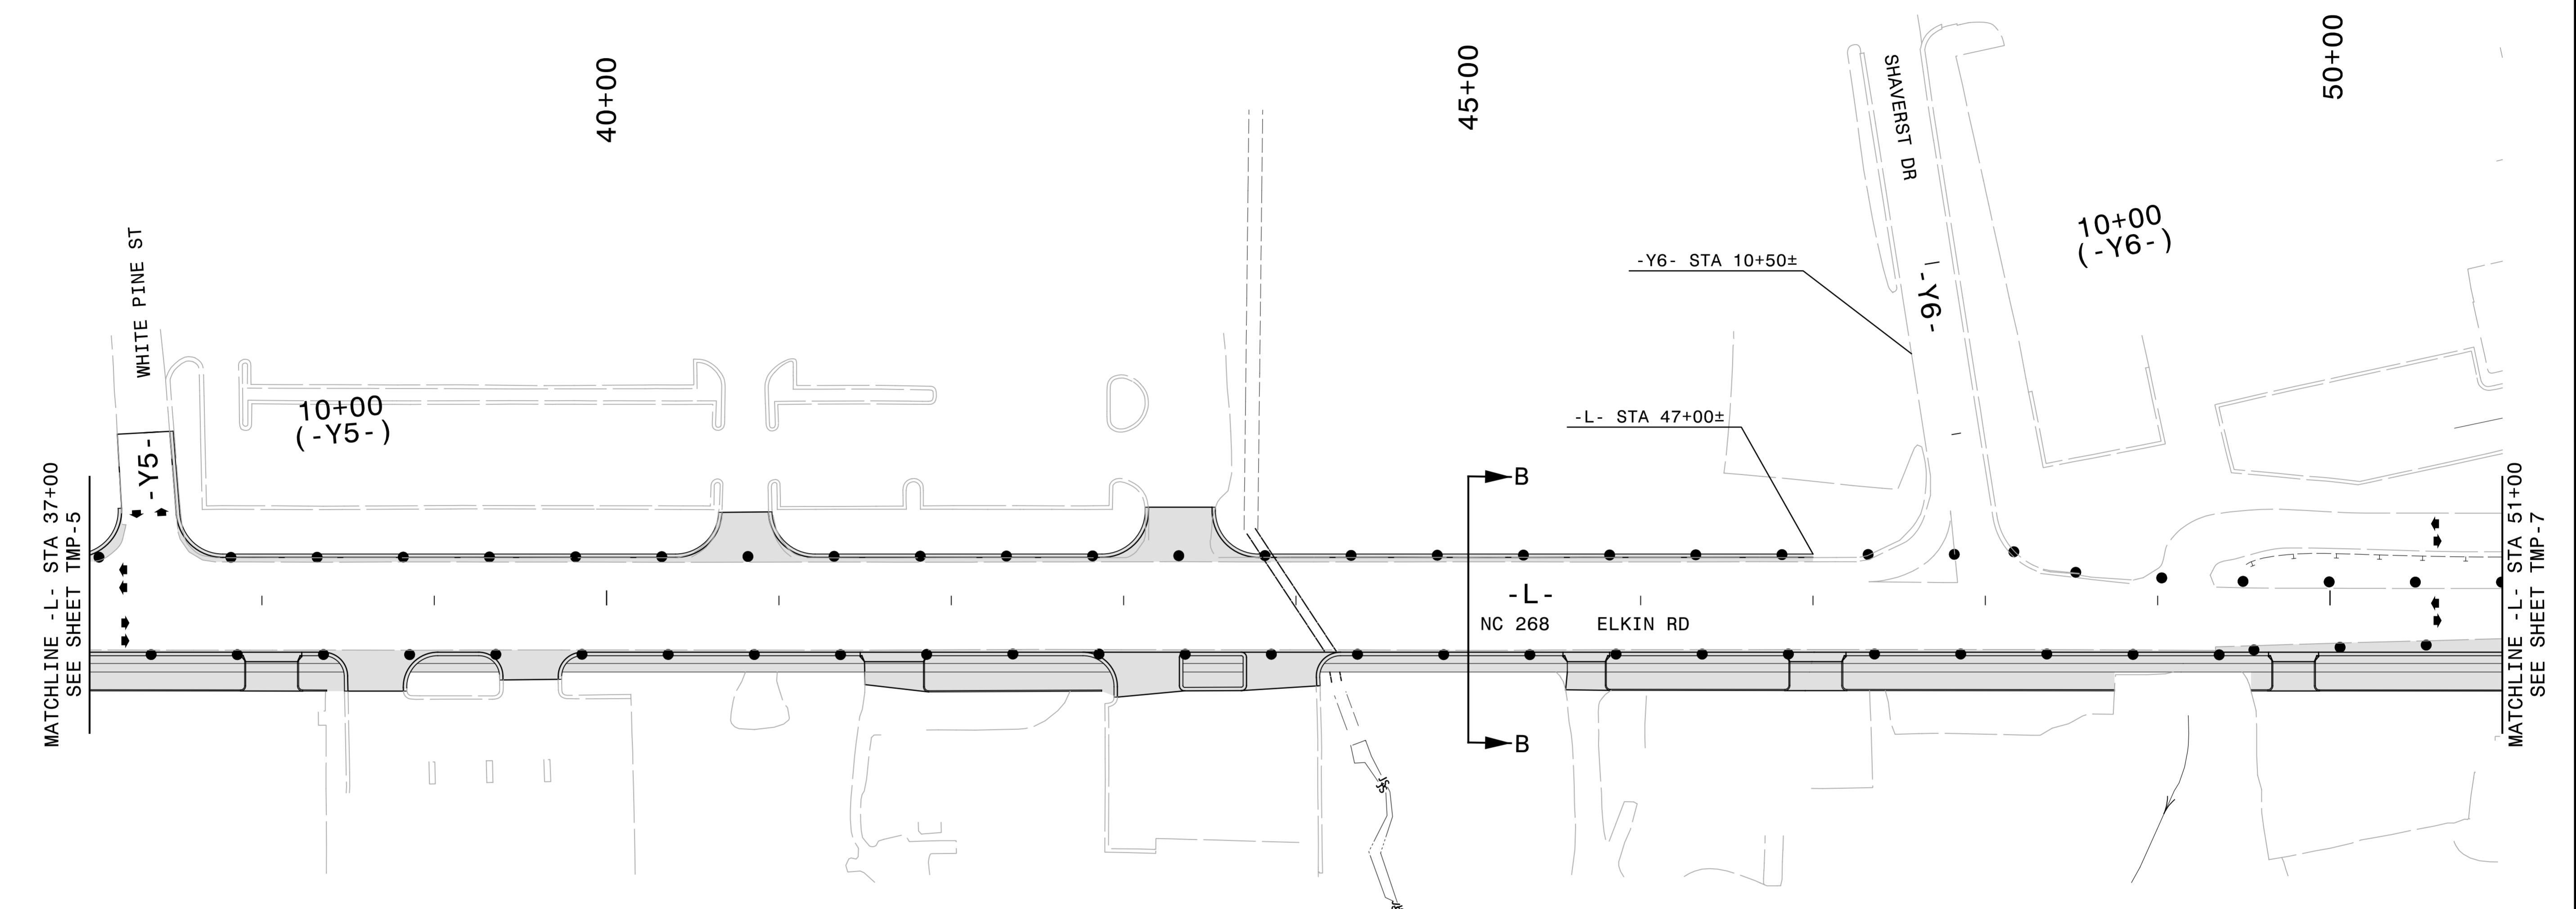 40+00
45+00
50+00
SHAVERST DR
WHITE PINE ST
10+00
(-Y6-)
-Y6- STA 10+50±
-Y6-
10+00
(-Y5-)
-L- STA 47+00±
-Y5-
B
MATCHLINE -L- STA 37+00
SEE SHEET TMP-5
-L-
NC 268 ELKIN RD
MATCHLINE -L- STA 51+00
SEE SHEET TMP-7
B